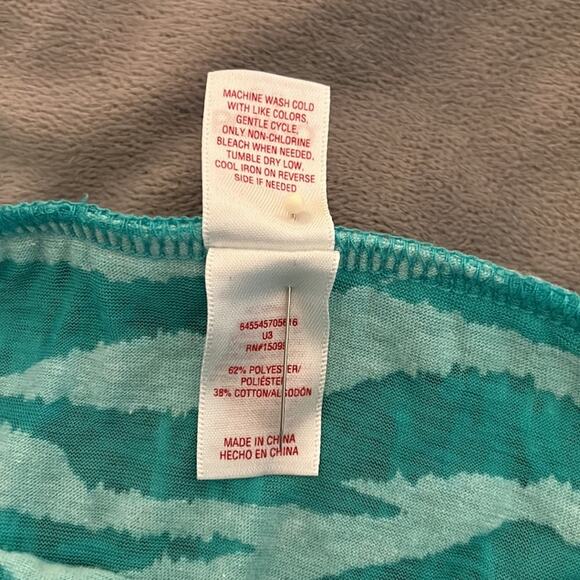 MACHINE WASH COLD
WITH LIKE COLORS,
GENTLE CYCLE,
ONLY NON-CHLORINE
BLEACH WHEN NEEDED,
TUMBLE DRY LOW,
COOL IRON ON REVERSE
SIDE IF NEEDED
U3
62% POLYESTER/
POLIÉSTER
38% COTTON/ALGODÓN
MADE IN CHINA
HECHO EN CHINA